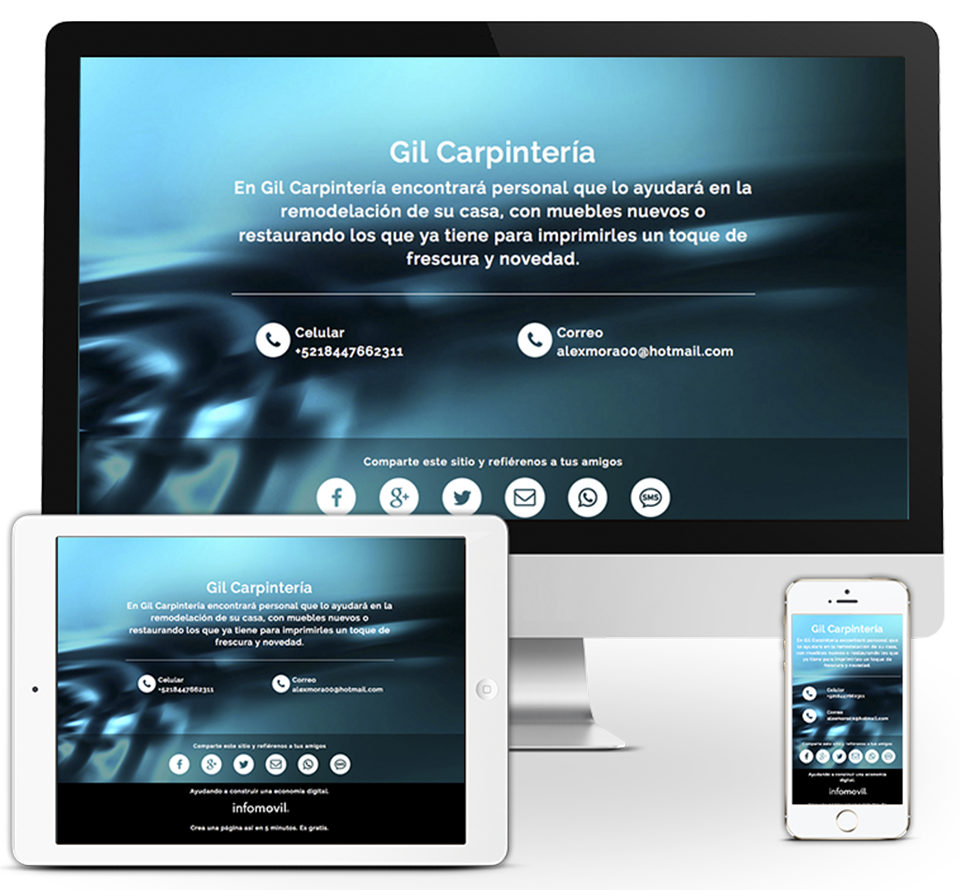 Gil Carpintería
En Gil Carpintería encontrará personal que lo ayudará en la
remodelación de su casa, con muebles nuevos o
restaurando los que ya tiene para imprimirles un toque de
frescura y novedad.
Celular
+5218447662311
Correo
alexmora00@hotmail.com
Comparte este sitio y refiérenos a tus amigos
f
g+
SMS
Gil Carpintería
En Gil Carpintería encontrará personal que lo ayudará en la
remodelación de su casa, con muebles nuevos o
restaurando los que ya tiene para imprimirles un toque de
frescura y novedad.
Celular
+5218447662311
Correo
alexmora00@hotmail.com
Comparte este sitio y refiérenos a tus amigos
Ayudando a construir una economía digital.
infomovil.
Crea una página así en 5 minutos. Es gratis.
Gil Carpintería
En Gil Carpintería encontrará personal que
lo ayudará en la remodelación de su casa,
con muebles nuevos o restaurando los que
ya tiene para imprimirles un toque de
frescura y novedad.
Celular
+5218447662311
Correo
alexmora00@hotmail.com
Comparte este sitio y refiérenos a tus amigos
Ayudando a construir una economía
digital.
infomovil.